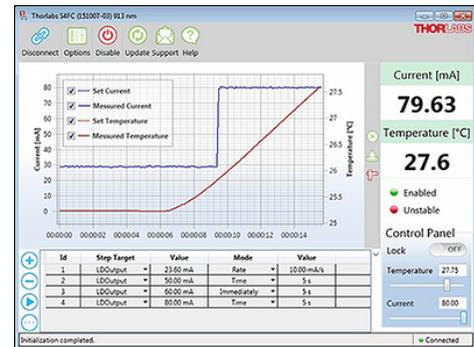 Thorlabs S4FC (151007-03) 913 nm
THORLABS
Disconnect Options Disable Update Support Help
Set Current
Messured Current
Set Temperature
Messured Temperature
Current [mA]
80
70
60
50
40
30
20
10
0
Temperature [°C]
27.5
27
26.5
26
25.5
25
00:00:00 00:00:02 00:00:04 00:00:06 00:00:08 00:00:10 00:00:12 00:00:14
Current [mA]
79.63
Temperature [°C]
27.6
Enabled
Unstable
Control Panel
Lock OFF
Temperature 27.75
Current 80.00
Id Step Target Value Mode Value
1 LDOutput 23.60 mA Rate 10.00 mA/s
2 LDOutput 50.00 mA Time 5 s
3 LDOutput 60.00 mA Immediately 5 s
4 LDOutput 80.00 mA Time 5 s
Initialization completed.
Connected